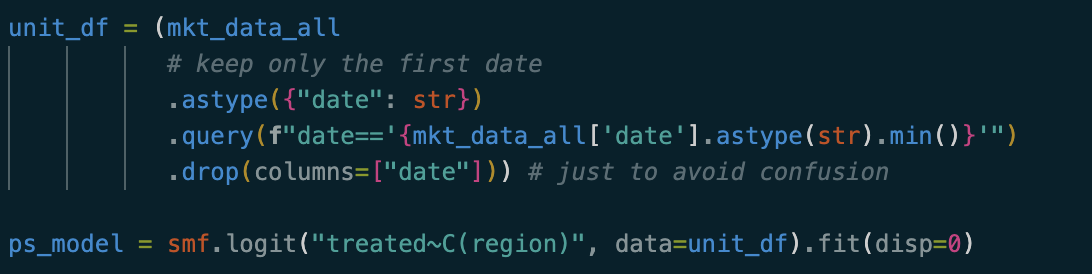 unit_df = (mkt_data_all
# keep only the first date
.astype({"date": str})
.query(f"date=='{mkt_data_all['date'].astype(str).min()}'")
.drop(columns=["date"])) # just to avoid confusion
ps_model = smf.logit("treated~C(region)", data=unit_df).fit(disp=0)